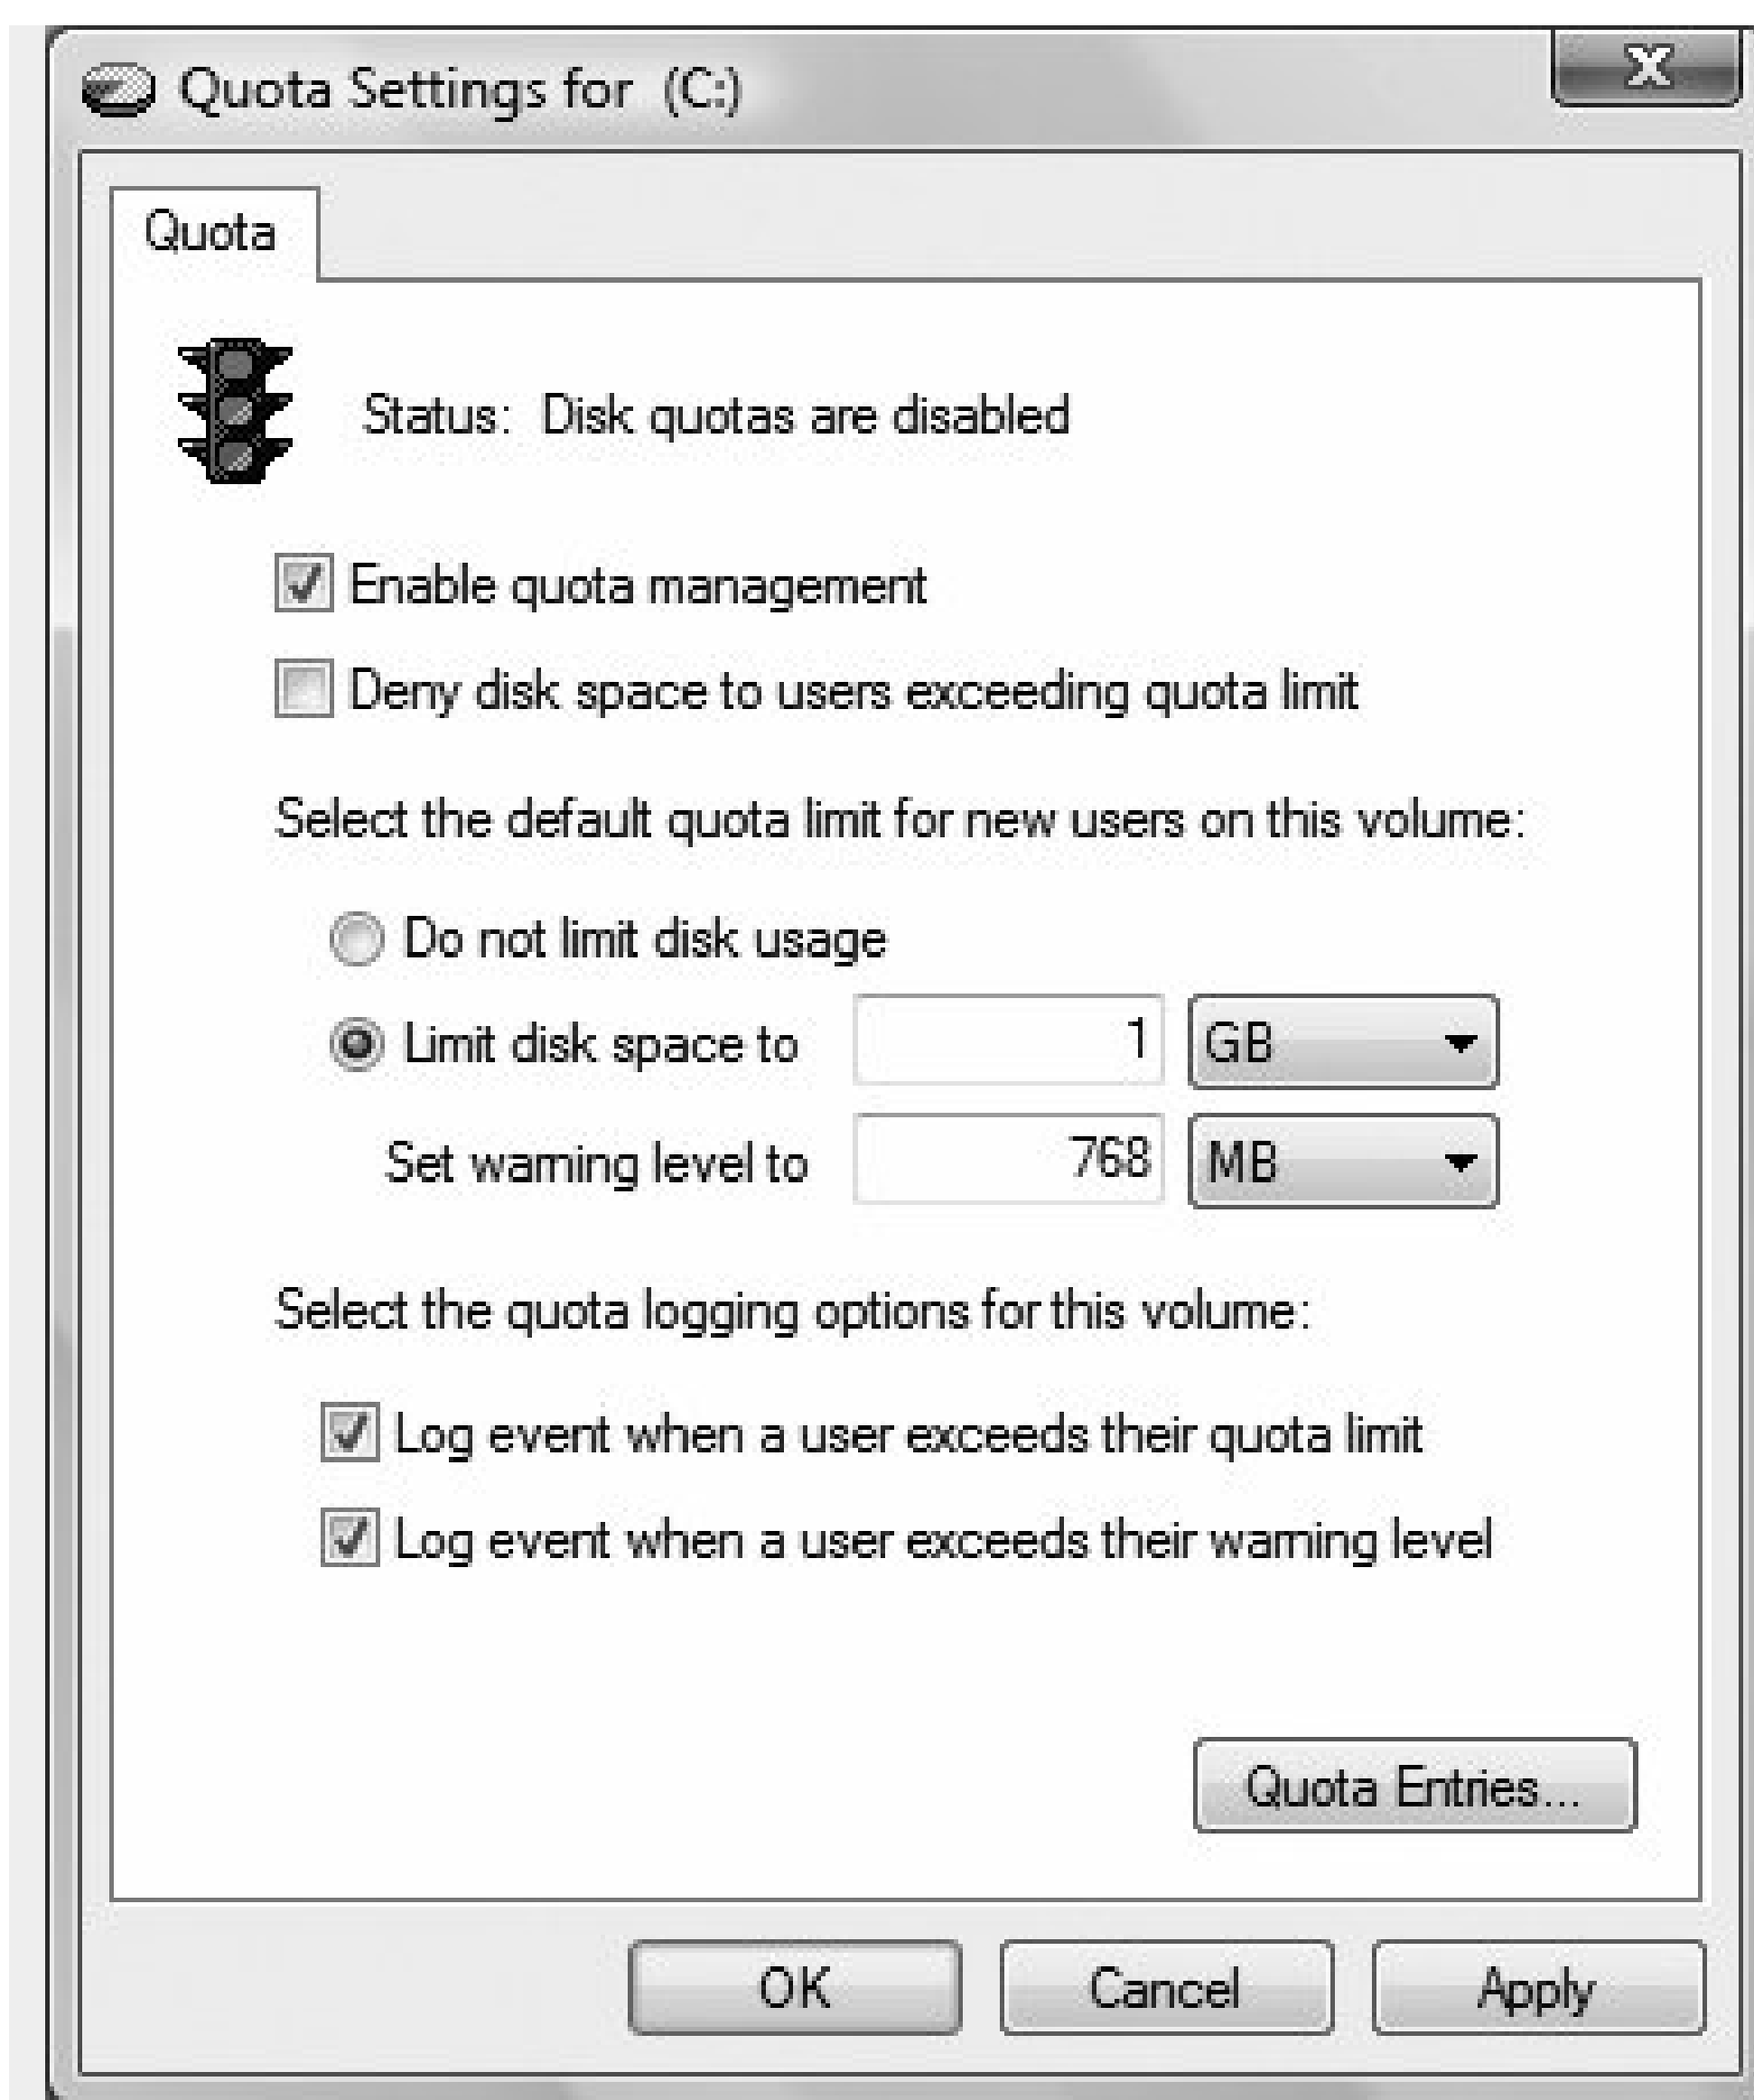 Quota Settings for (C:)
Quota
Status: Disk quotas are disabled
Enable quota management
Deny disk space to users exceeding quota limit
Select the default quota limit for new users on this volume:
Do not limit disk usage
Limit disk space to 1 GB
Set warning level to 768 MB
Select the quota logging options for this volume:
Log event when a user exceeds their quota limit
Log event when a user exceeds their warning level
Quota Entries...
OK Cancel Apply